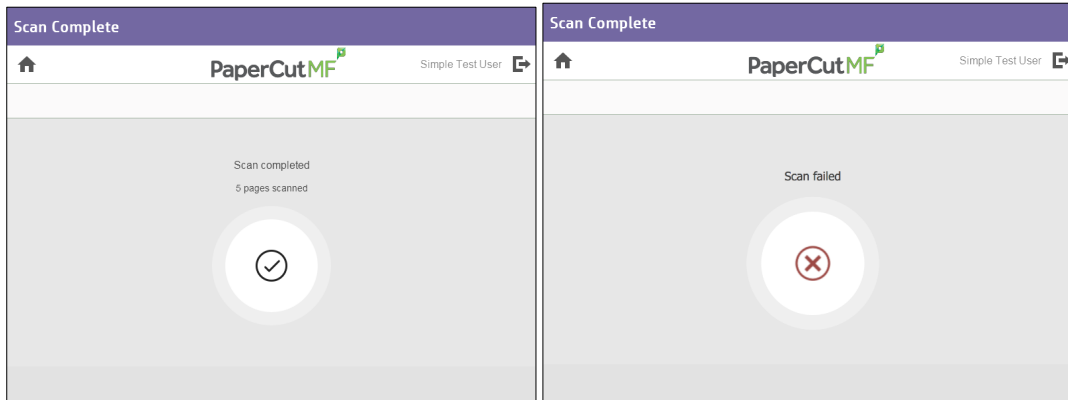 Scan Complete
PaperCutMF
Simple Test User
Scan completed
5 pages scanned
Scan Complete
PaperCutMF
Simple Test User
Scan failed